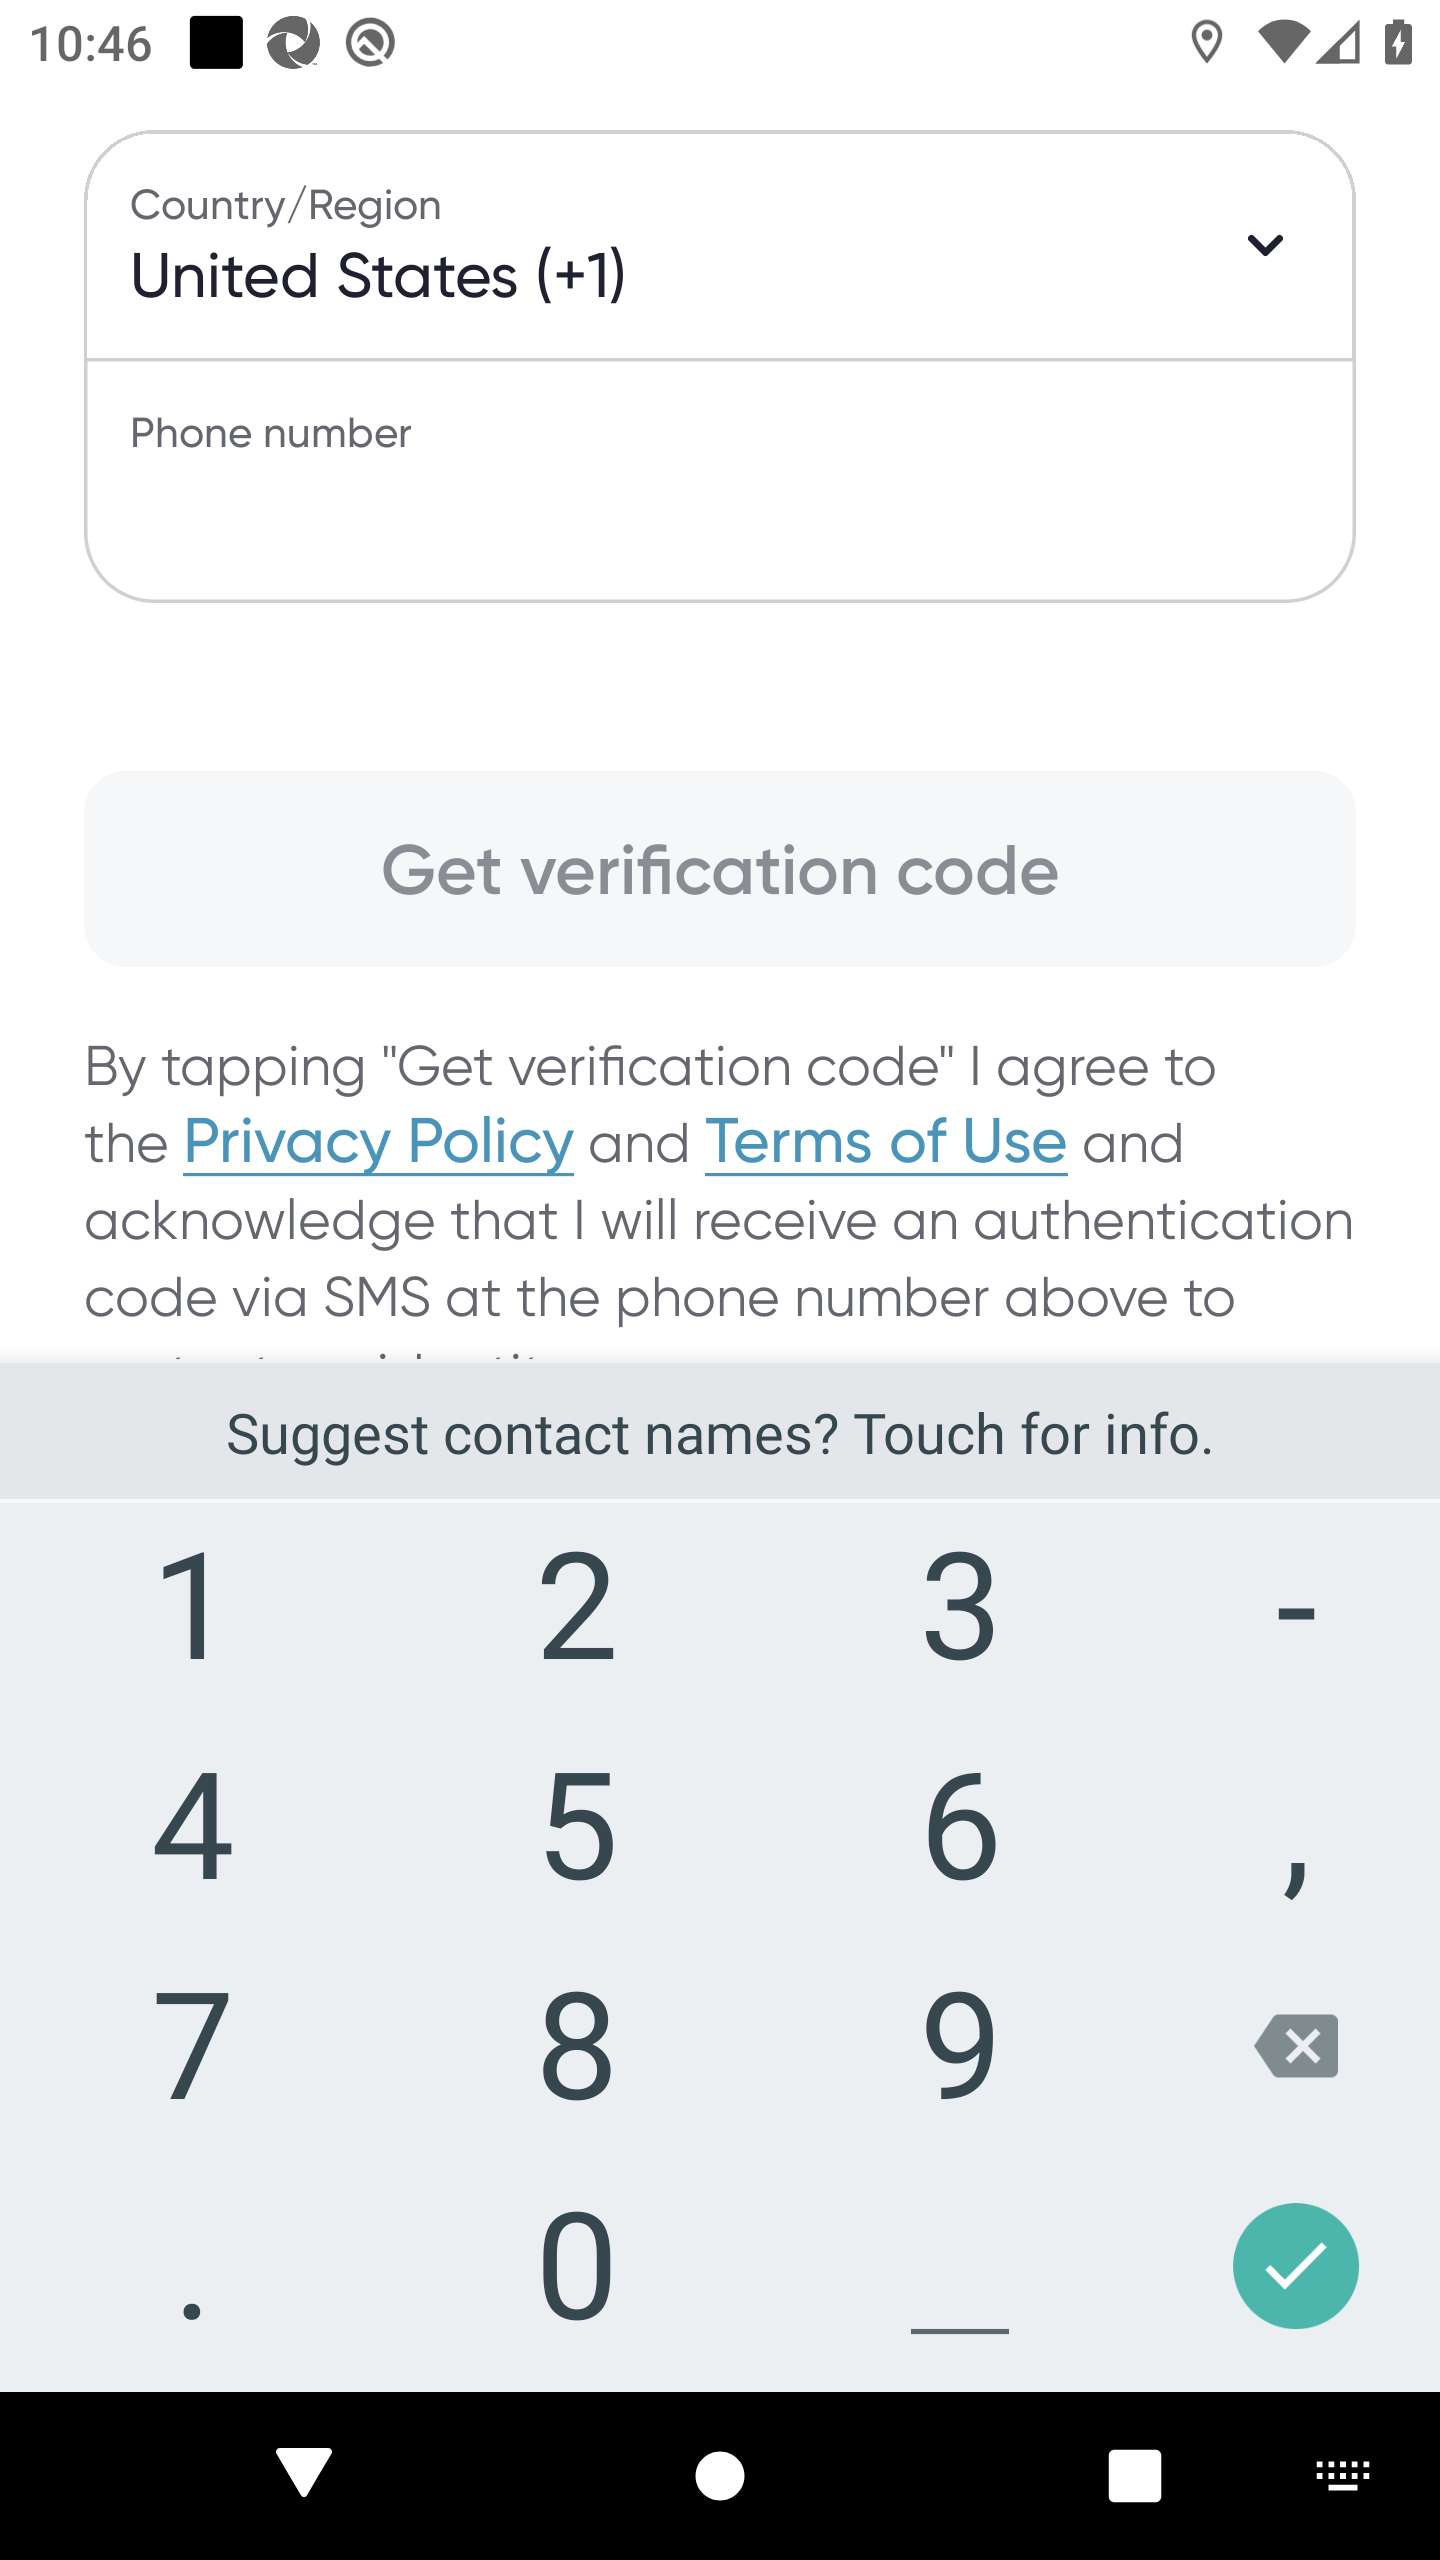 10:46
Country/Region
United States (+1)
Phone number
Get verification code
By tapping "Get verification code" I agree to
the Privacy Policy and Terms of Use and
acknowledge that I will receive an authentication
code via SMS at the phone number above to
Suggest contact names? Touch for info.
1 2 3 -
4 5 6 ,
7 8 9
. 0